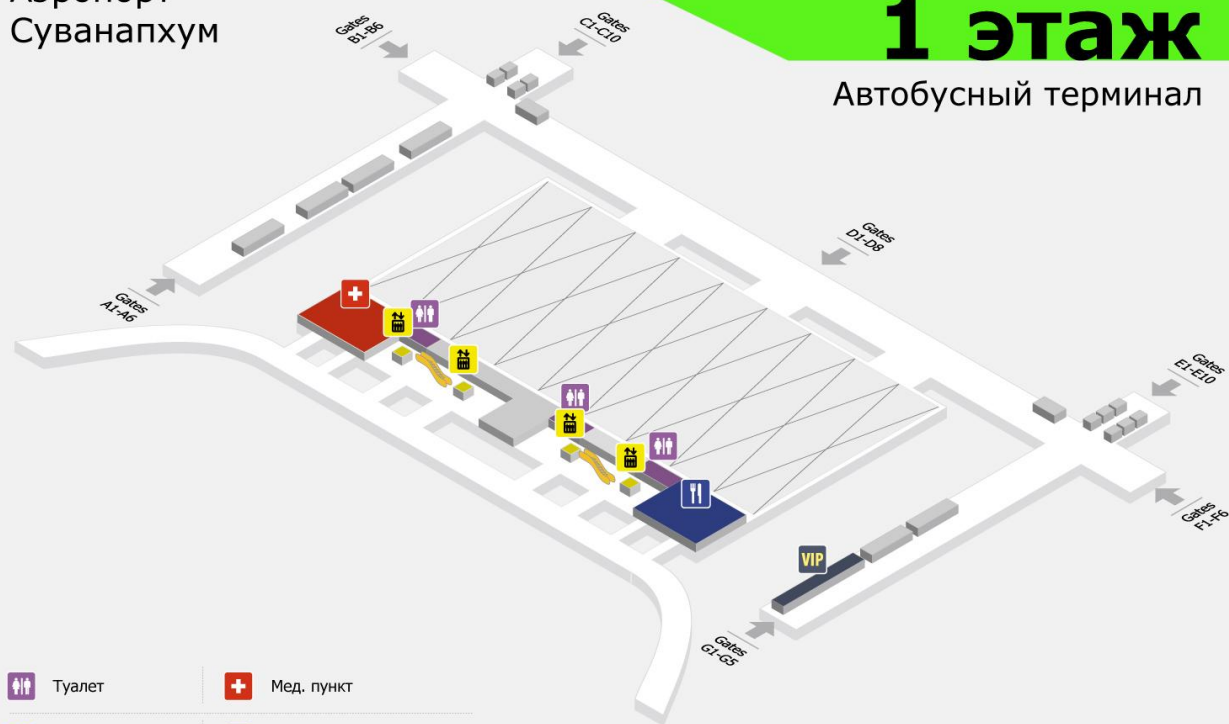 Суванапхум
1 этаж
Автобусный терминал
Gates
B1-B6
Gates
C1-C10
Gates
D1-D8
Gates
A1-A6
Gates
E1-E10
Gates
F1-F6
VIP
Gates
G1-G5
Туалет
Мед. пункт